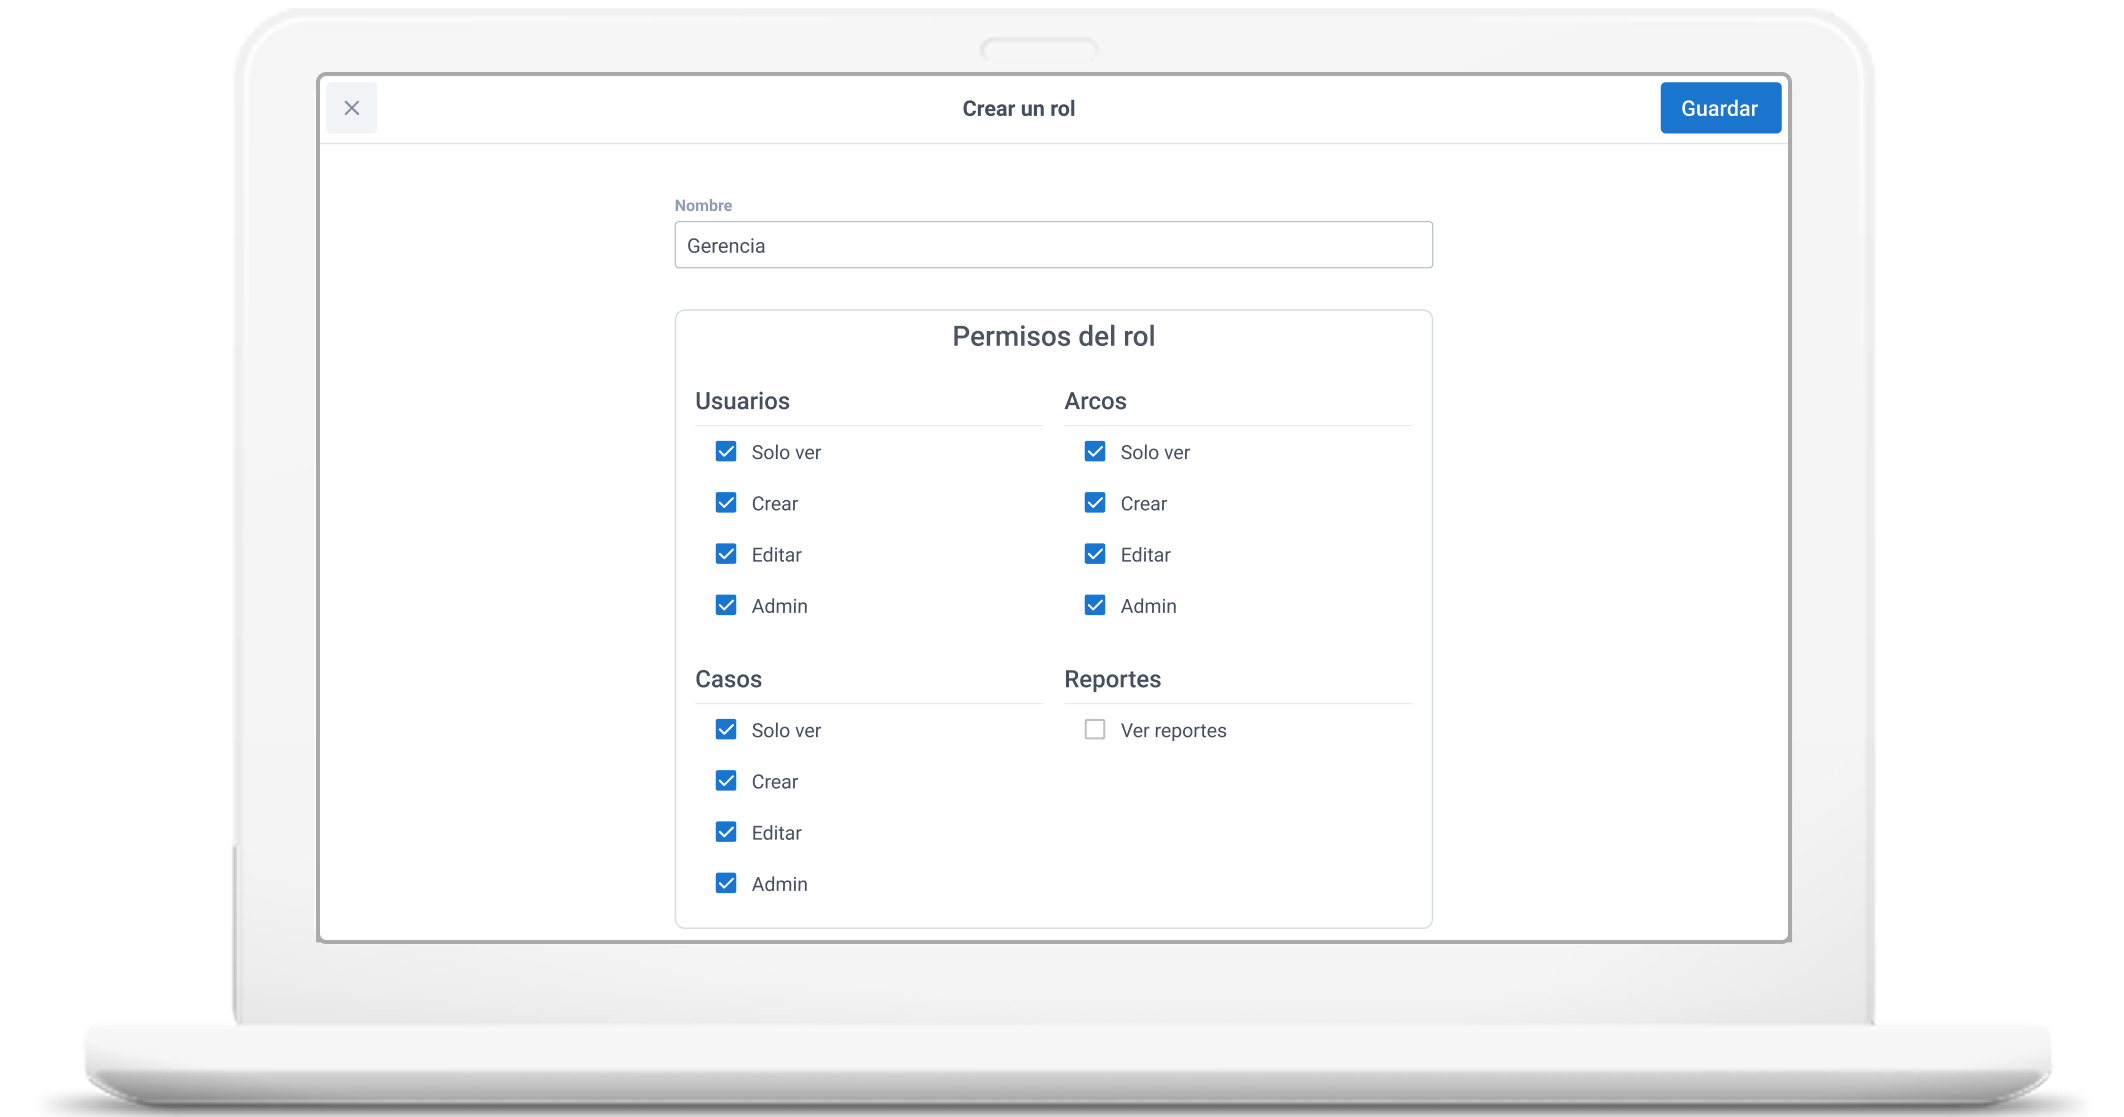 Crear un rol
Guardar
Nombre
Gerencia
Permisos del rol
Usuarios
Solo ver
Crear
Editar
Admin
Arcos
Solo ver
Crear
Editar
Admin
Casos
Solo ver
Crear
Editar
Admin
Reportes
Ver reportes